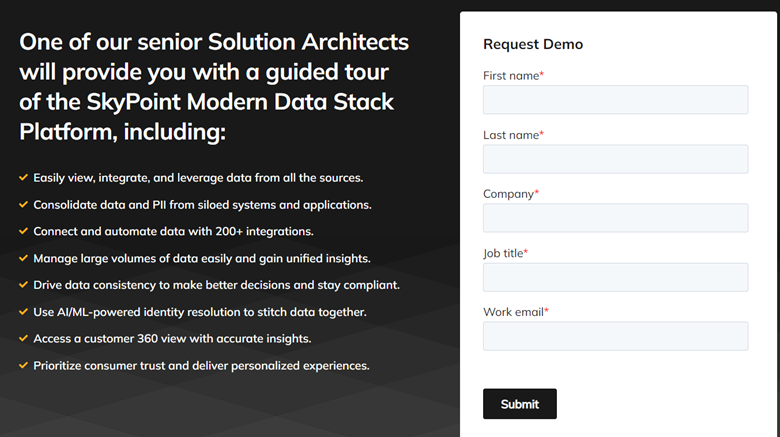 One of our senior Solution Architects
will provide you with a guided tour
of the SkyPoint Modern Data Stack
Platform, including:
Easily view, integrate, and leverage data from all the sources.
Consolidate data and PII from siloed systems and applications.
Connect and automate data with 200+ integrations.
Manage large volumes of data easily and gain unified insights.
Drive data consistency to make better decisions and stay compliant.
Use AI/ML-powered identity resolution to stitch data together.
Access a customer 360 view with accurate insights.
Prioritize consumer trust and deliver personalized experiences.
Request Demo
First name*
Last name*
Company*
Job title*
Work email*
Submit